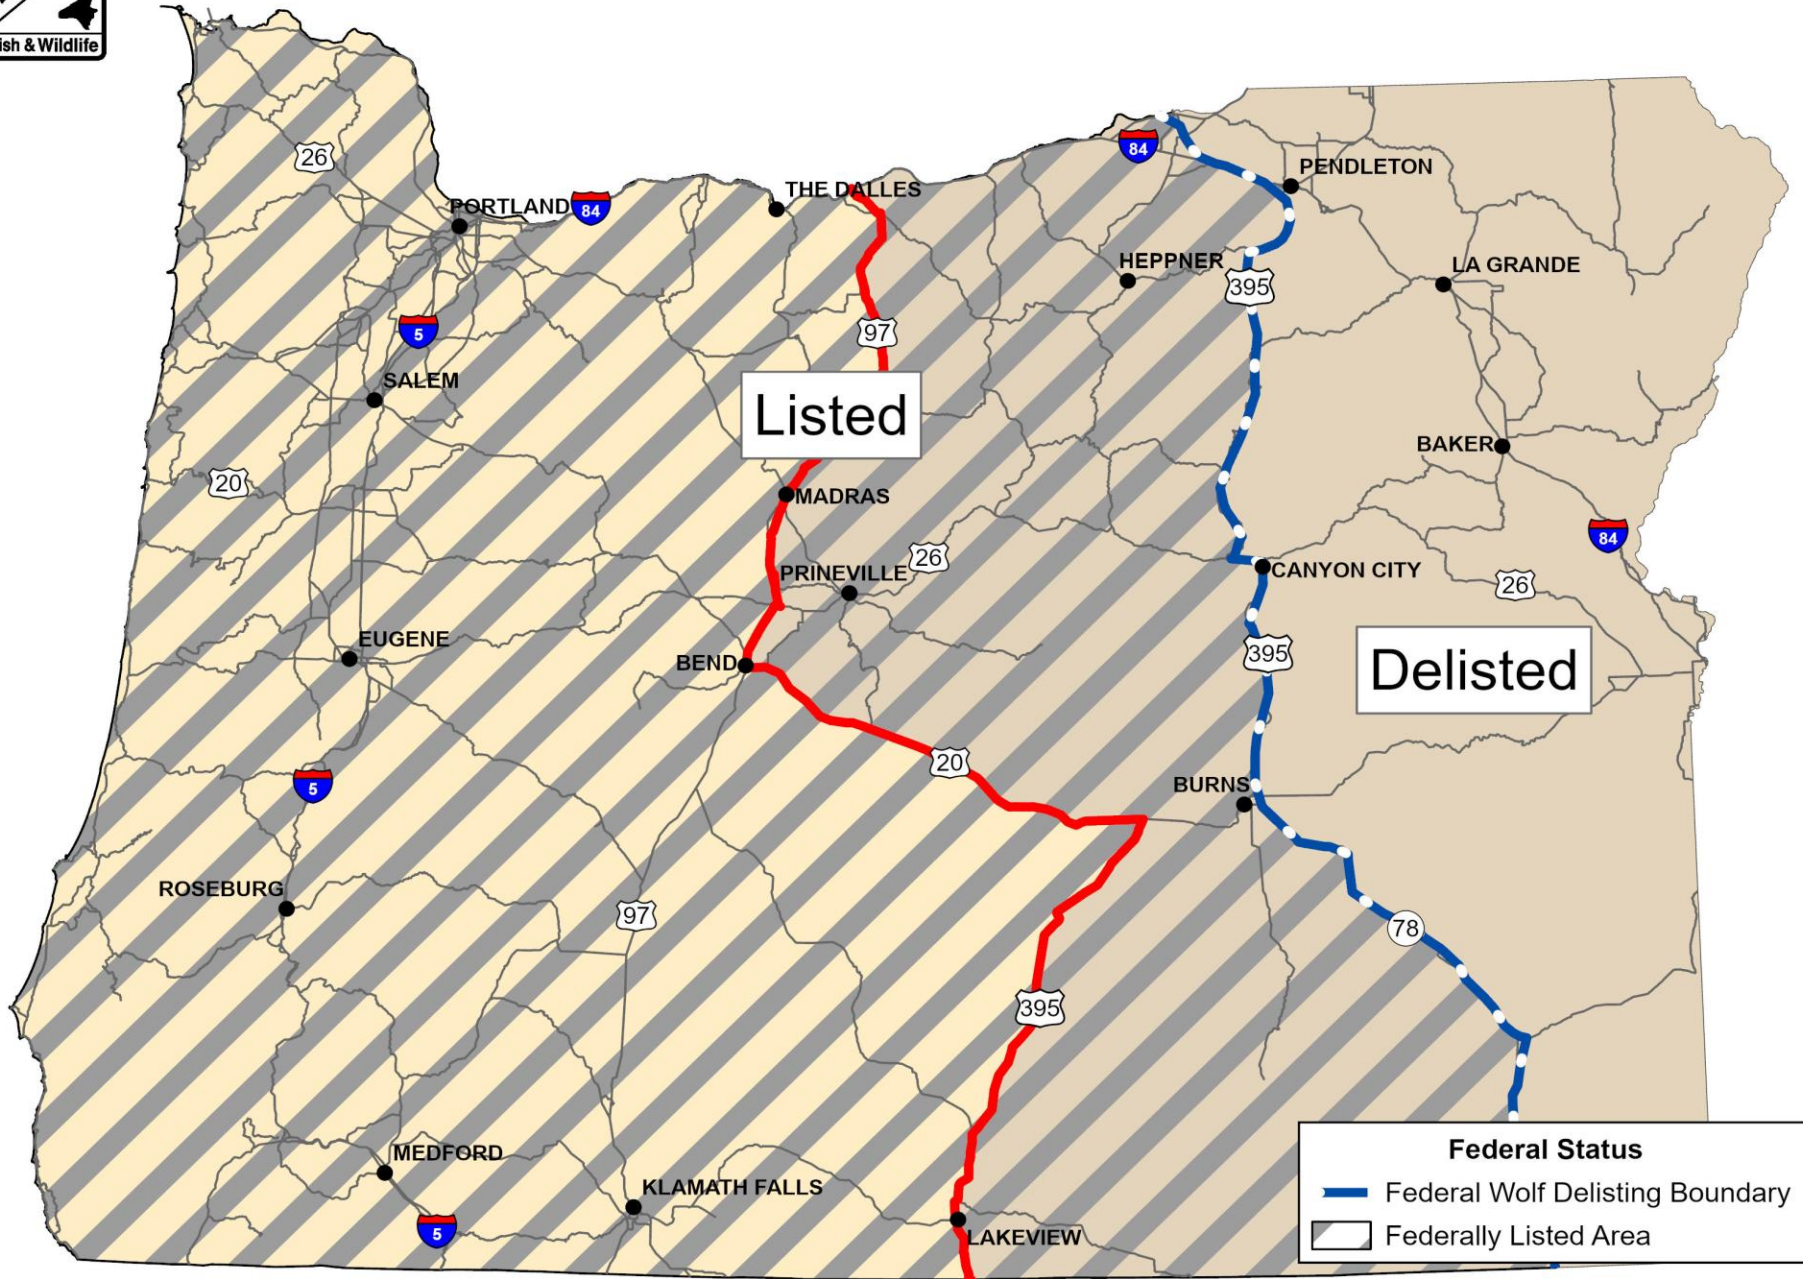 ish & Wildlife
26
84
PENDLETON
THE DALLES
PORTLAND
84
HEPPNER
LA GRANDE
395
5
97
SALEM
Listed
BAKER
20
MADRAS
84
26
PRINEVILLE
CANYON CITY
26
EUGENE
395
BEND
Delisted
20
5
BURNS
ROSEBURG
97
78
395
MEDFORD
KLAMATH FALLS
5
LAKEVIEW
Federal Status
Federal Wolf Delisting Boundary
Federally Listed Area